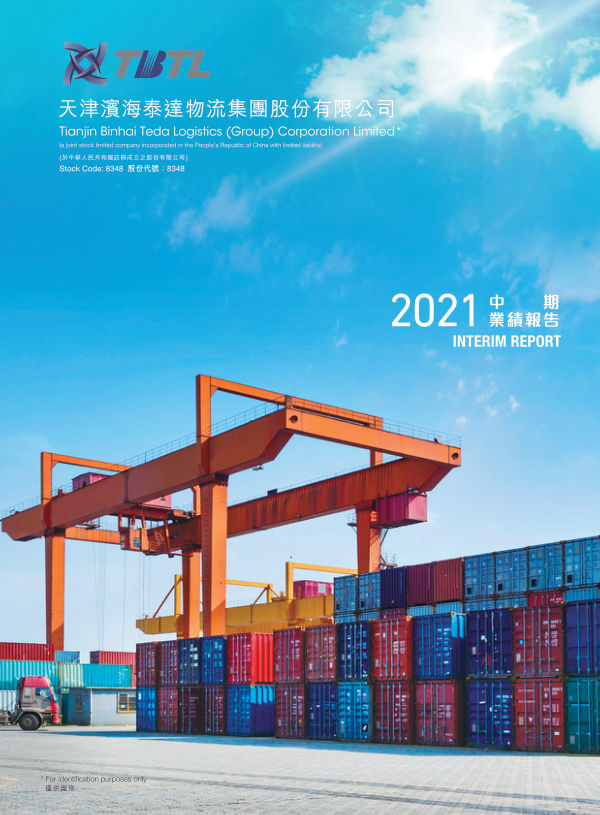 TBTL
天津濱海泰達物流集團股份有限公司
Tianjin Binhai Teda Logistics (Group) Corporation Limited*
(a joint stock limited company incorporated in the People's Republic of China with limited liability)
(於中華人民共和國註冊成立之股份有限公司)
Stock Code: 8348 股份代號：8348
2021 中期
業績報告
INTERIM REPORT
* For identification purposes only
僅供識別